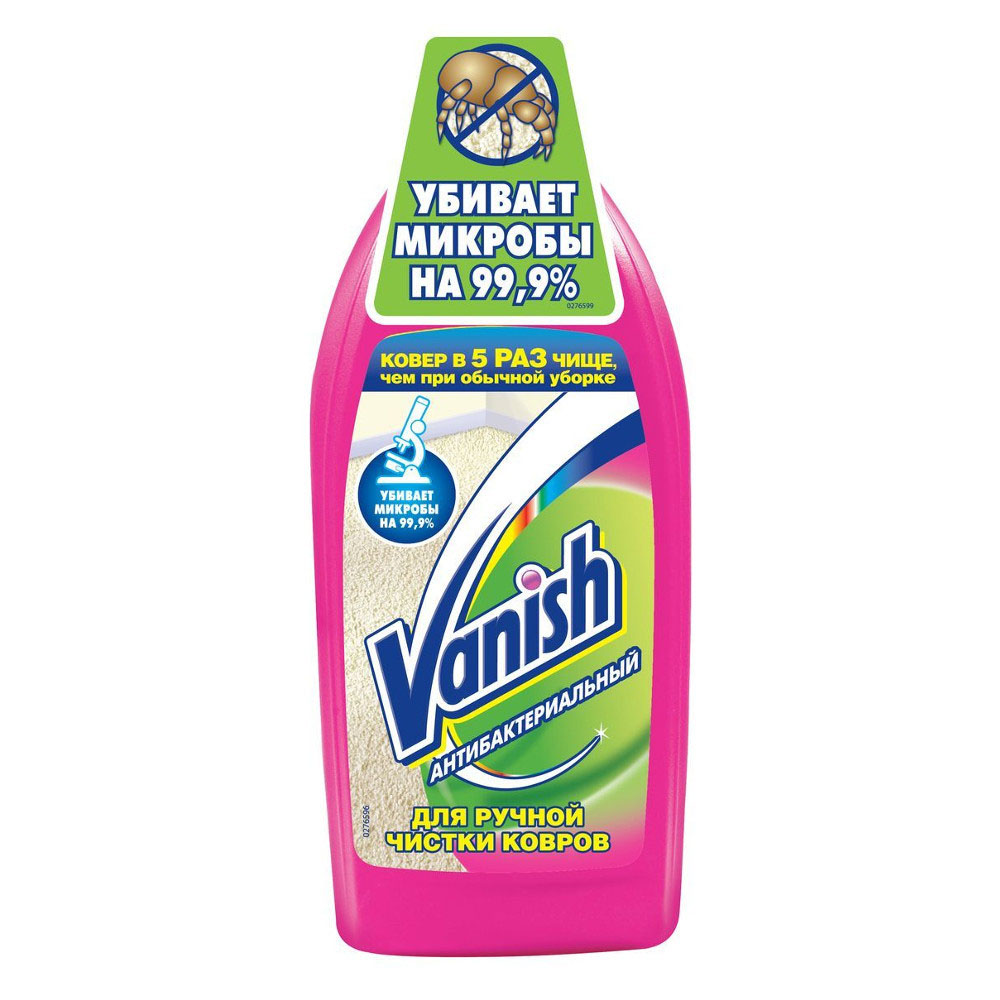 УБИВАЕТ
МИКРОБЫ
НА 99,9%
0276599
КОВЕР В 5 РАЗ ЧИЩЕ,
чем при обычной уборке
УБИВАЕТ
МИКРОБЫ
НА 99,9%
Vanish
АНТИБАКТЕРИАЛЬНЫЙ
ДЛЯ РУЧНОЙ
ЧИСТКИ КОВРОВ
0276596